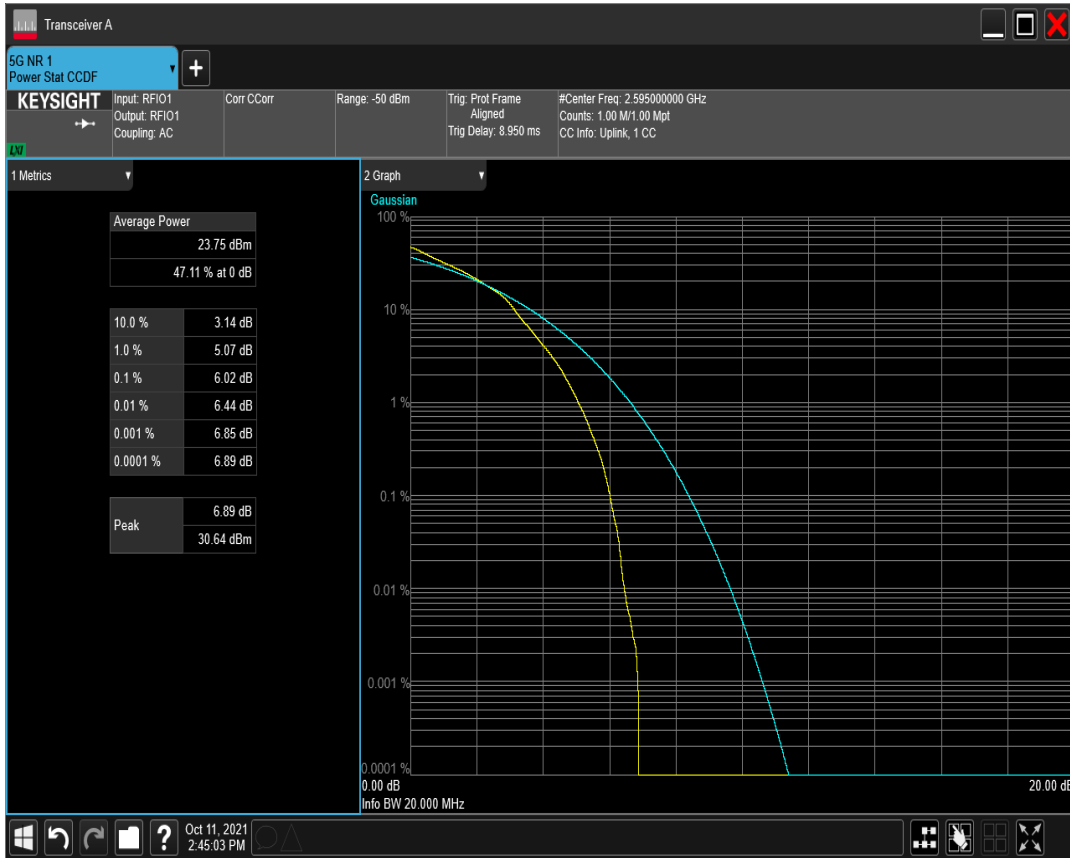 Transceiver A
5G NR 1
Power Stat CCDF
+
KEYSIGHT
LXI
Input: RFIO1
Output: RFIO1
Coupling: AC
Corr CCorr
Range: -50 dBm
Trig: Prot Frame
Aligned
Trig Delay: 8.950 ms
#Center Freq: 2.595000000 GHz
Counts: 1.00 M/1.00 Mpt
CC Info: Uplink, 1 CC
1 Metrics
Average Power
23.75 dBm
47.11 % at 0 dB
10.0 % 3.14 dB
1.0 % 5.07 dB
0.1 % 6.02 dB
0.01 % 6.44 dB
0.001 % 6.85 dB
0.0001 % 6.89 dB
Peak
6.89 dB
30.64 dBm
2 Graph
Gaussian
100 %
10 %
1 %
0.1 %
0.01 %
0.001 %
0.0001 %
0.00 dB 20.00 dB
Info BW 20.000 MHz
?
Oct 11, 2021
2:45:03 PM